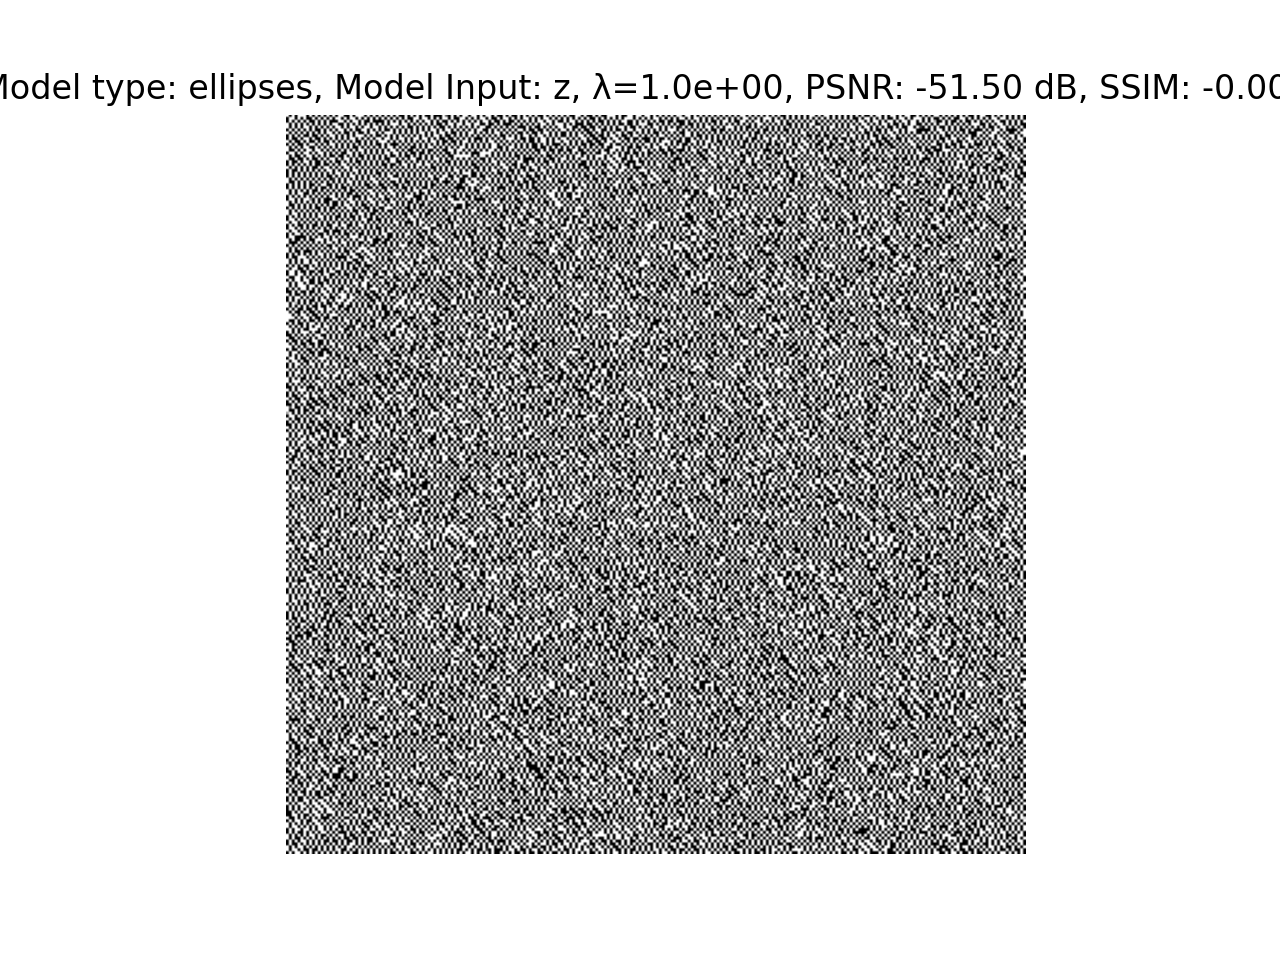 Model type: ellipses, Model Input: z, λ=1.0e+00, PSNR: -51.50 dB, SSIM: -0.00